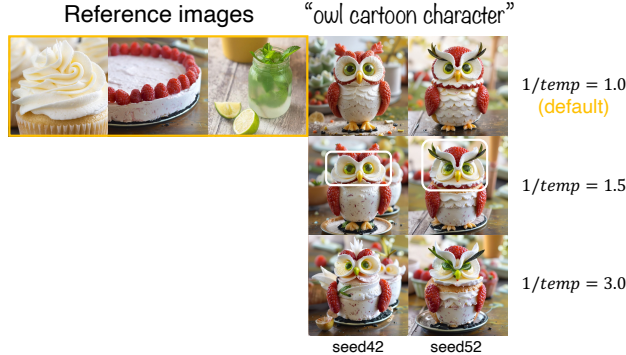 Reference images
“owl cartoon character”
1/temp = 1.0
(default)
1/temp = 1.5
1/temp = 3.0
seed42
seed52